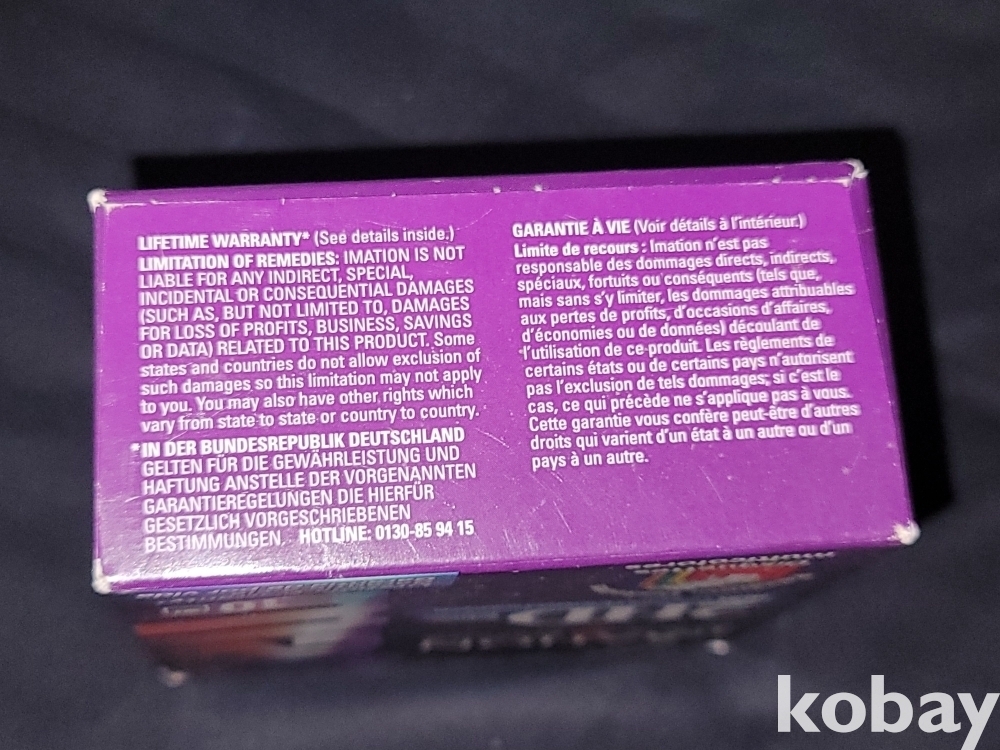 LIFETIME WARRANTY* (See details inside.)
LIMITATION OF REMEDIES: IMATION IS NOT
LIABLE FOR ANY INDIRECT, SPECIAL,
INCIDENTAL OR CONSEQUENTIAL DAMAGES
(SUCH AS, BUT NOT LIMITED TO, DAMAGES
FOR LOSS OF PROFITS, BUSINESS, SAVINGS
OR DATA) RELATED TO THIS PRODUCT. Some
states and countries do not allow exclusion of
such damages so this limitation may not apply
to you. You may also have other rights which
vary from state to state or country to country.
*IN DER BUNDESREPUBLIK DEUTSCHLAND
GELTEN FÜR DIE GEWÄHRLEISTUNG UND
HAFTUNG ANSTELLE DER VORGENANNTEN
GARANTIEREGELUNGEN DIE HIERFÜR
GESETZLICH VORGESCHRIEBENEN
BESTIMMUNGEN. HOTLINE: 0130-85 94 15
GARANTIE À VIE (Voir détails à l'intérieur.)
Limite de recours : Imation n'est pas
responsable des dommages directs, indirects,
spéciaux, fortuits ou conséquents (tels que,
mais sans s'y limiter, les dommages attribuables
aux pertes de profits, d'occasions d'affaires,
d'économies ou de données) découlant de
l'utilisation de ce produit. Les règlements de
certains états ou de certains pays n'autorisent
pas l'exclusion de tels dommages; si c'est le
cas, ce qui précède ne s'applique pas à vous.
Cette garantie vous confère peut-être d'autres
droits qui varient d'un état à un autre ou d'un
pays à un autre.
zip
kobay